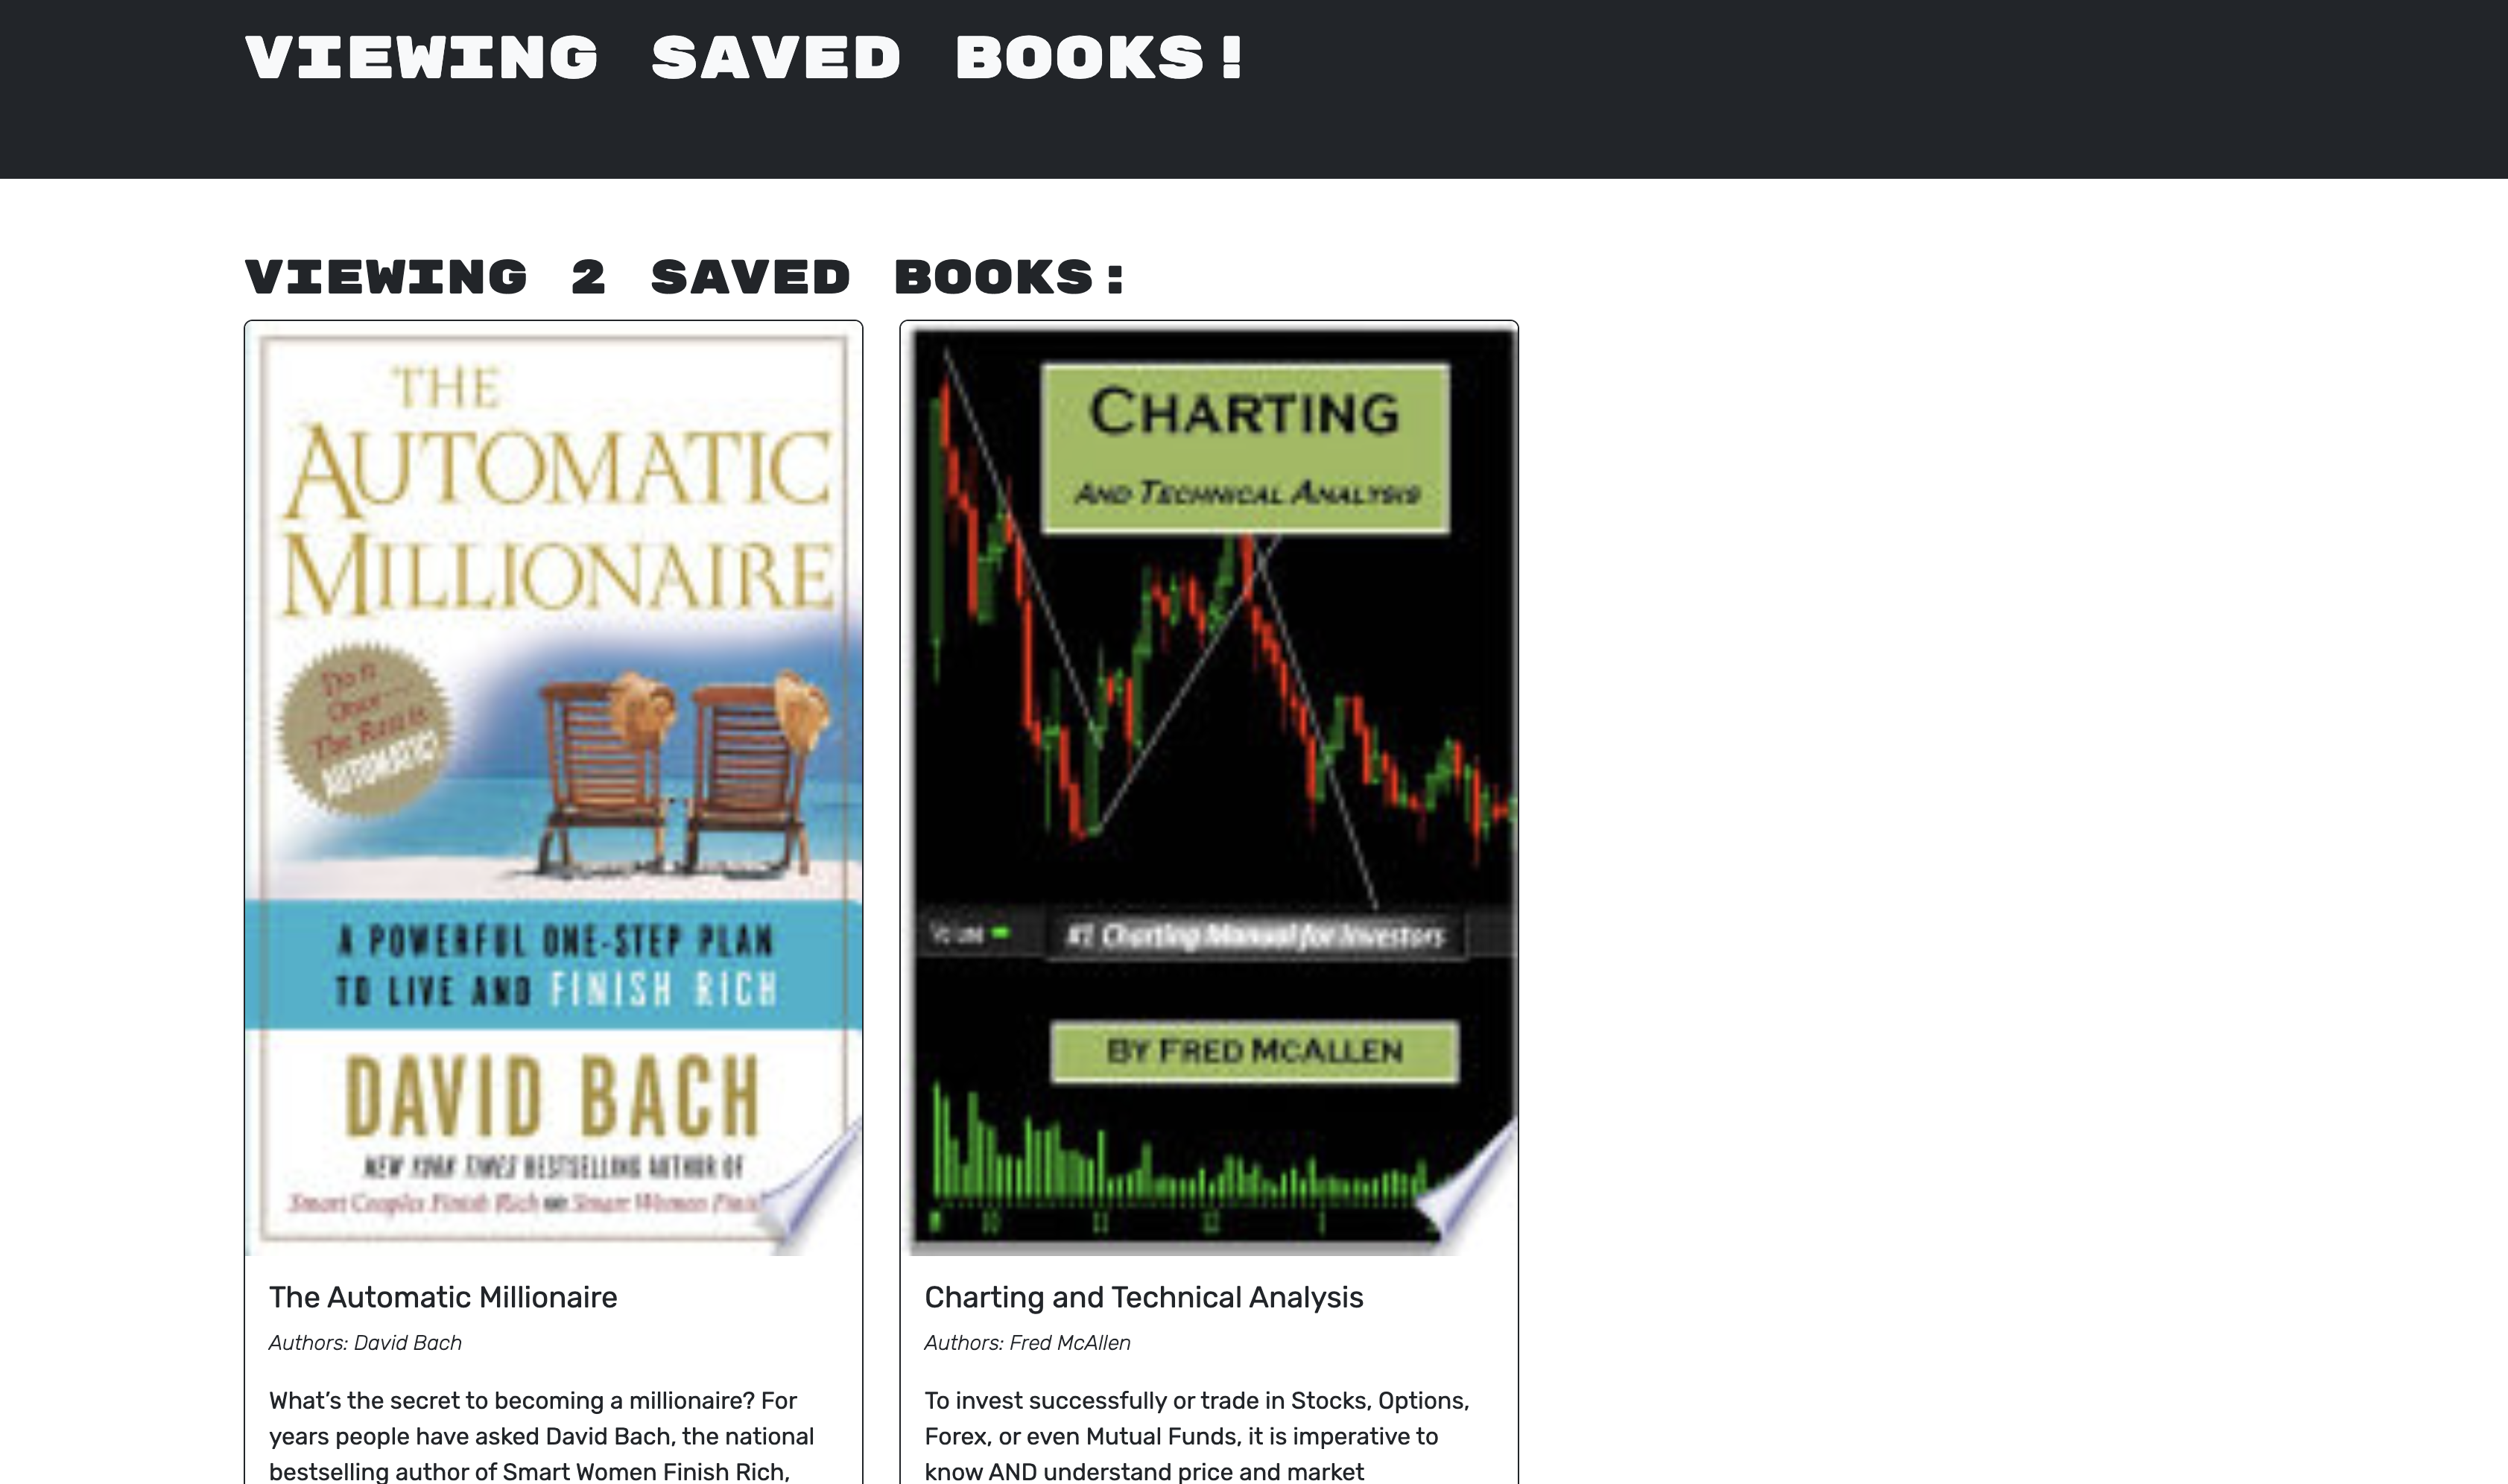 VIEWING SAVED BOOKS!
VIEWING 2 SAVED BOOKS:
THE
AUTOMATIC
MILLIONAIRE
Do it
Once...
The Rest is
AUTOMATIC!
A POWERFUL ONE-STEP PLAN
TO LIVE AND FINISH RICH
DAVID BACH
NEW YORK TIMES BESTSELLING AUTHOR OF
Smart Couples Finish Rich Smart Women
CHARTING
AND TECHNICAL ANALYSIS
#1 Charting Manual for Investors
BY FRED MCALLEN
10 11 12 1
The Automatic Millionaire
Authors: David Bach
What’s the secret to becoming a millionaire? For
years people have asked David Bach, the national
bestselling author of Smart Women Finish Rich,
Charting and Technical Analysis
Authors: Fred McAllen
To invest successfully or trade in Stocks, Options,
Forex, or even Mutual Funds, it is imperative to
know AND understand price and market